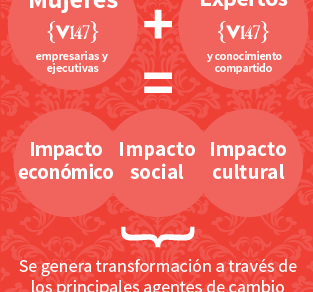 Mujeres + Expertos
{V147} {V147}
empresarias y y conocimiento
ejecutivas compartido
=
Impacto Impacto Impacto
económico social cultural
Se genera transformación a través de
los principales agentes de cambio